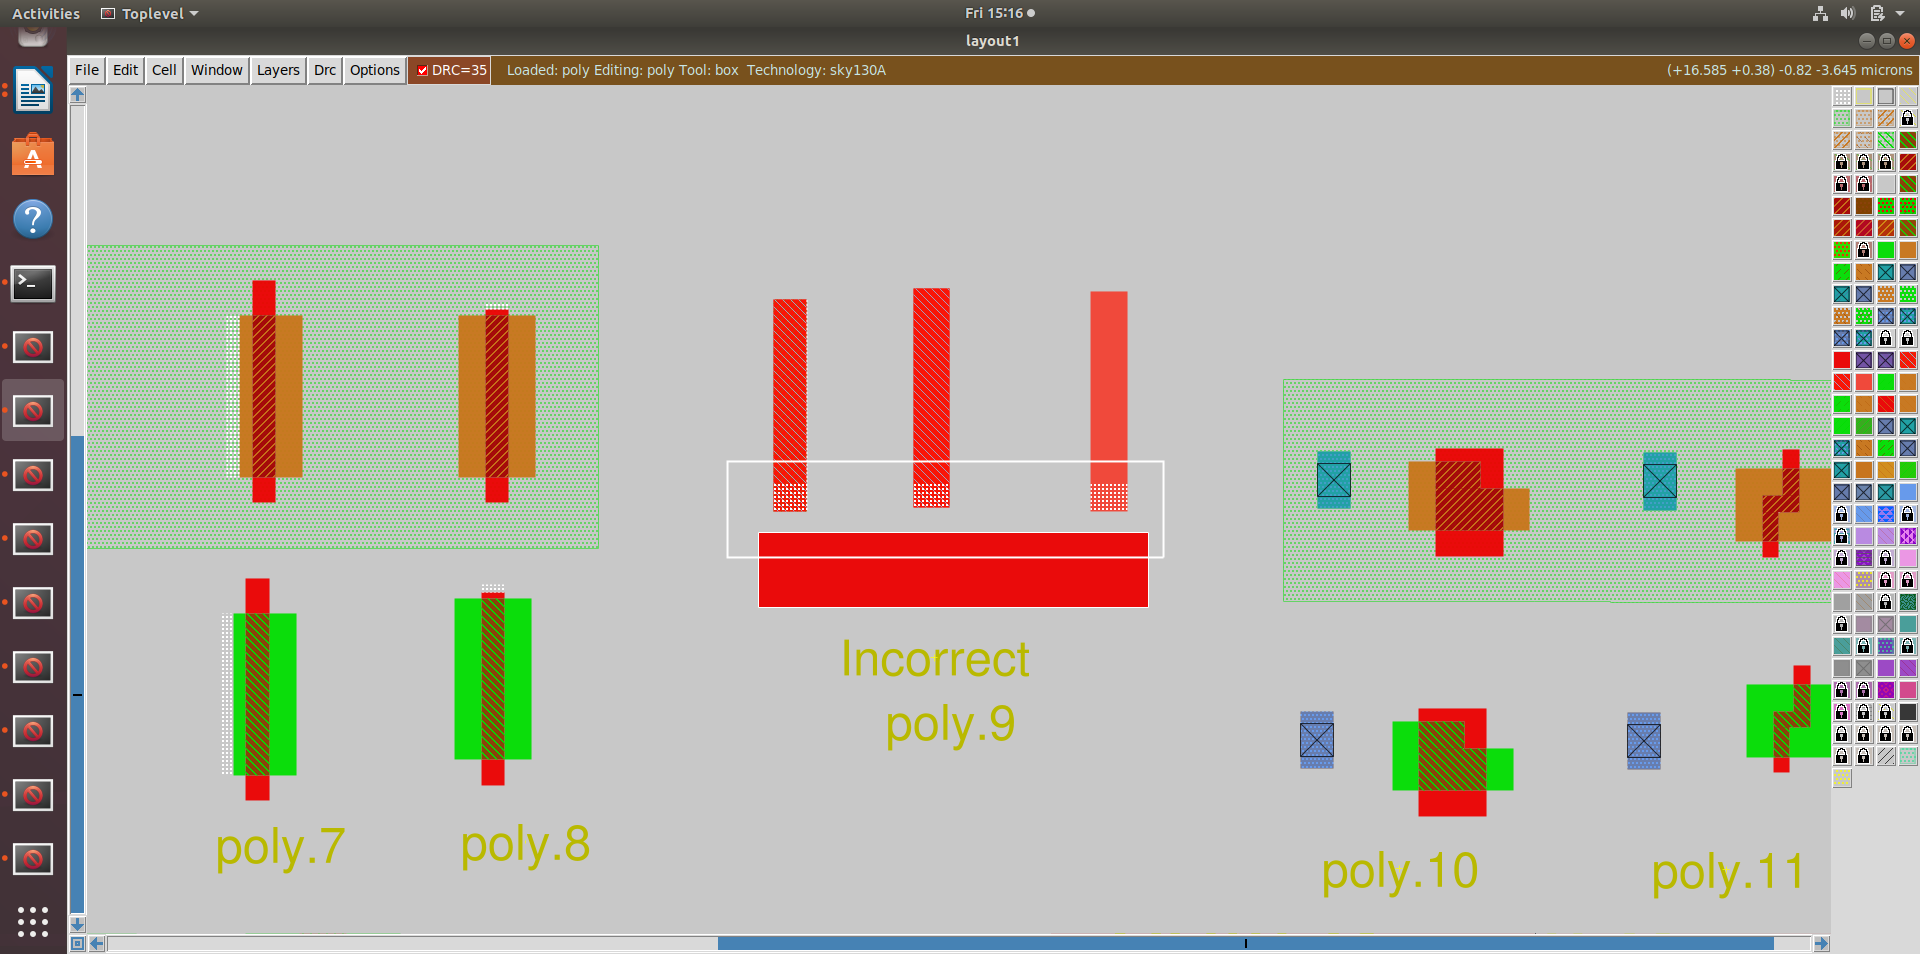 Activities Toplevel Fri 15:16
layout1
File Edit Cell Window Layers Drc Options DRC=35 Loaded: poly Editing: poly Tool: box Technology: sky130A (+16.585 +0.38) -0.82 -3.645 microns
Incorrect
poly.9
poly.7 poly.8 poly.10 poly.11